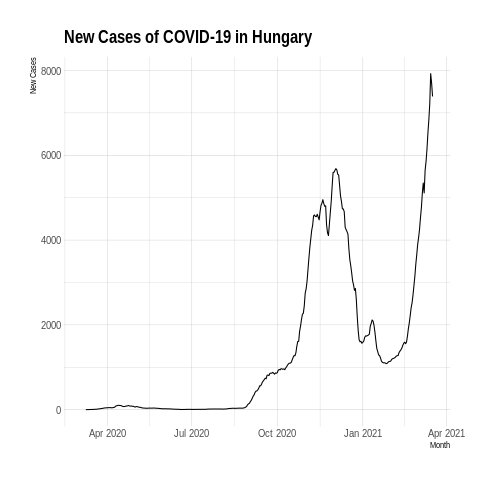 New Cases of COVID-19 in Hungary
New Cases
8000
6000
4000
2000
0
Apr 2020 Jul 2020 Oct 2020 Jan 2021 Apr 2021
Month